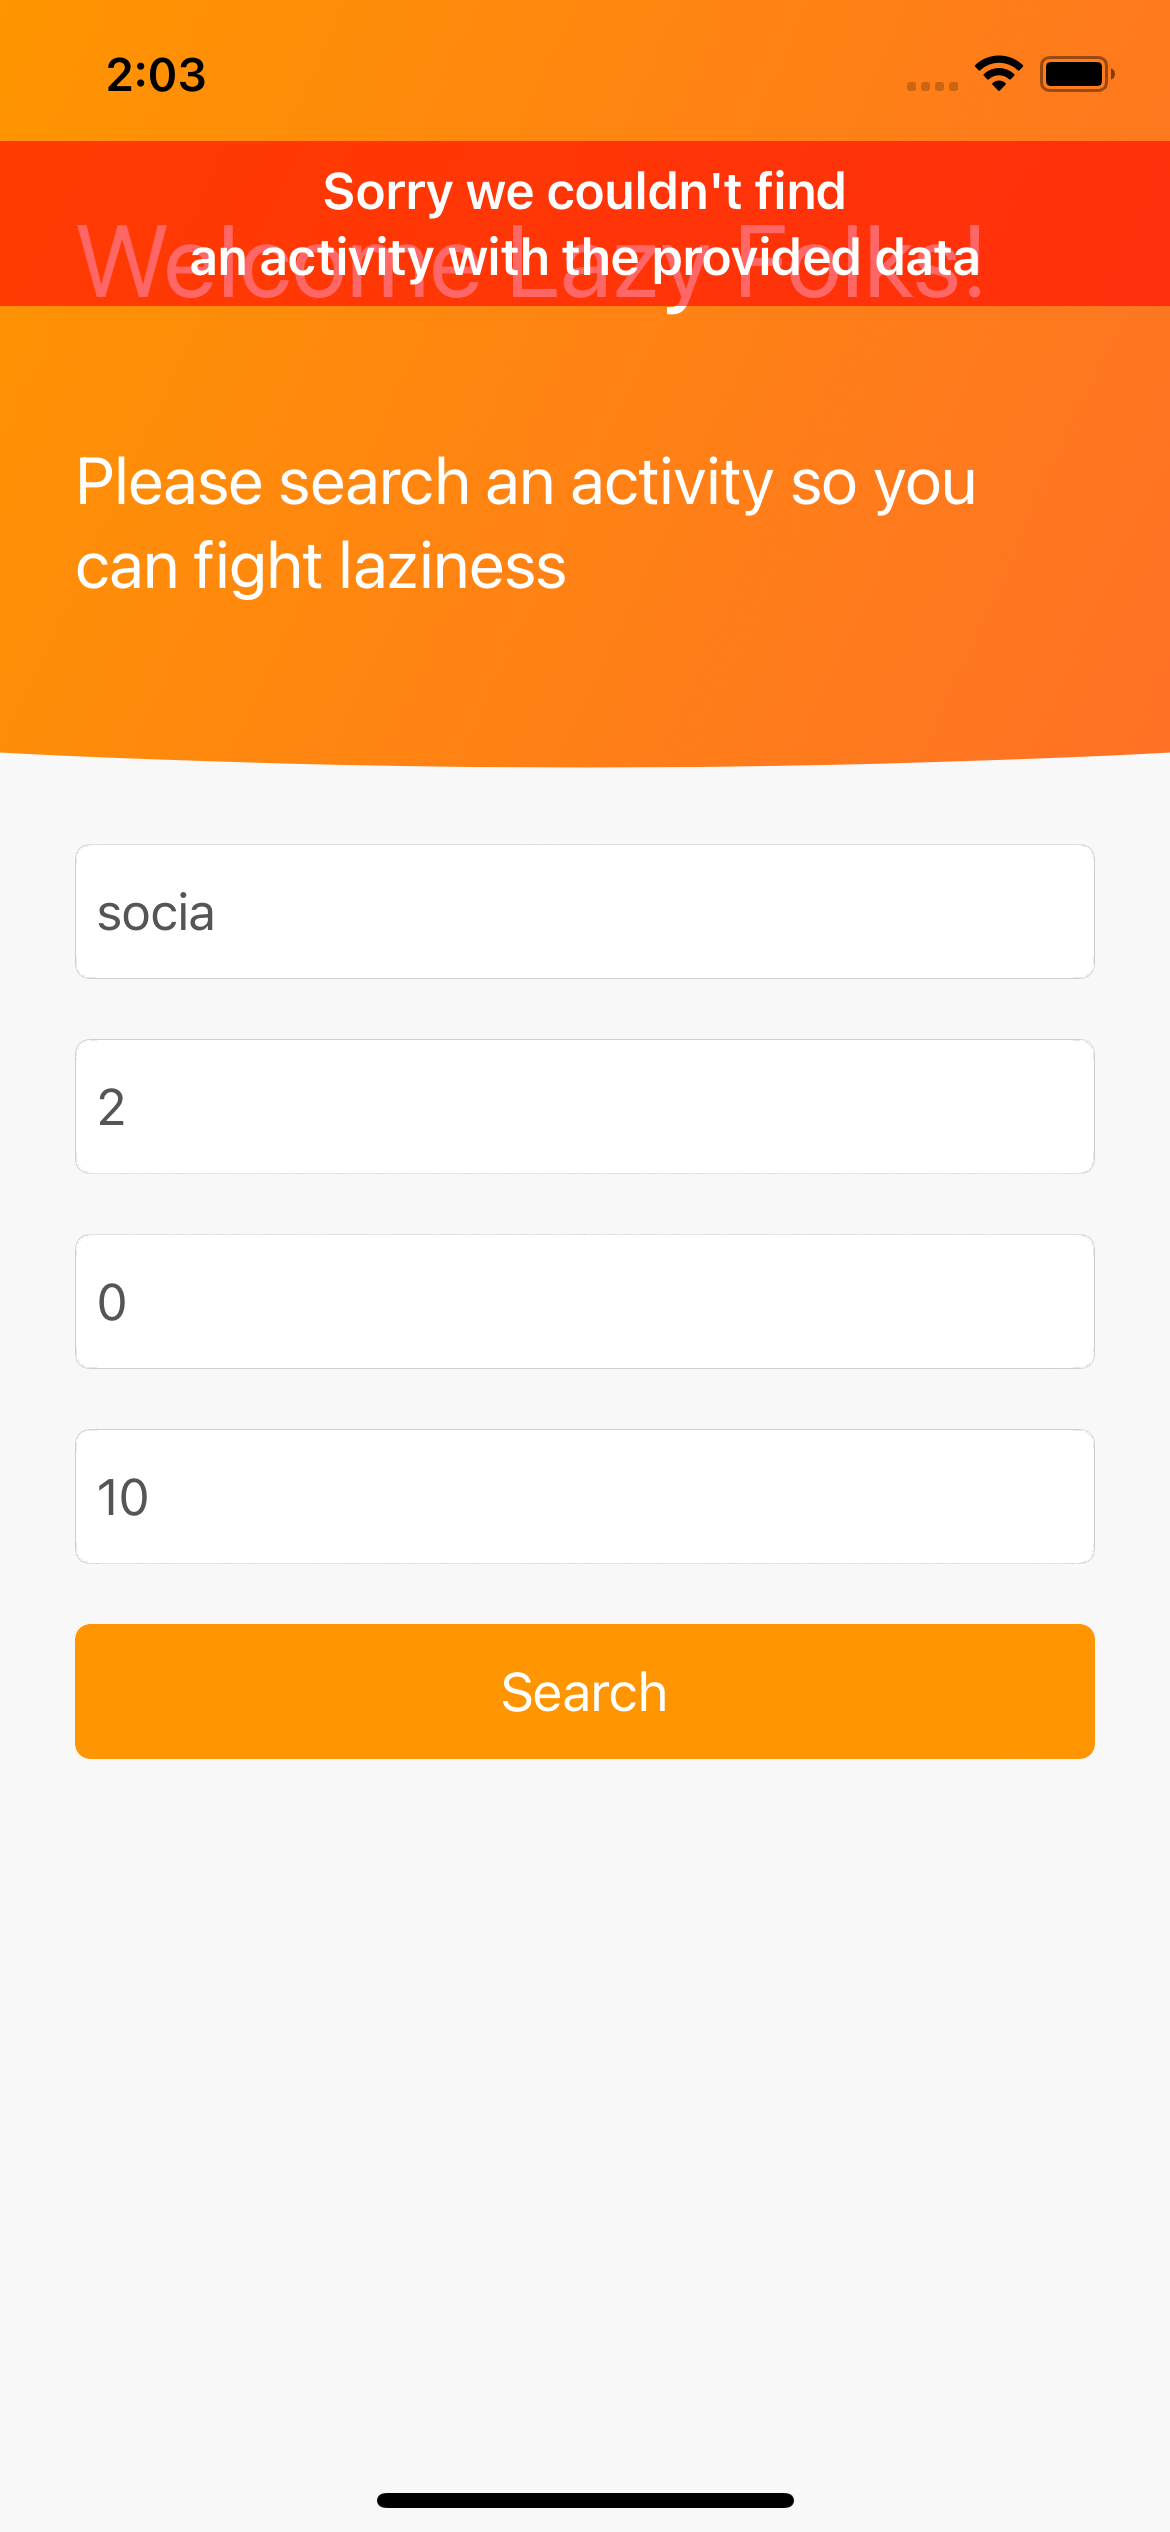 2:03
Sorry we couldn't find
an activity with the provided data
Welcome Lazy Folks!
Please search an activity so you
can fight laziness
socia
2
0
10
Search